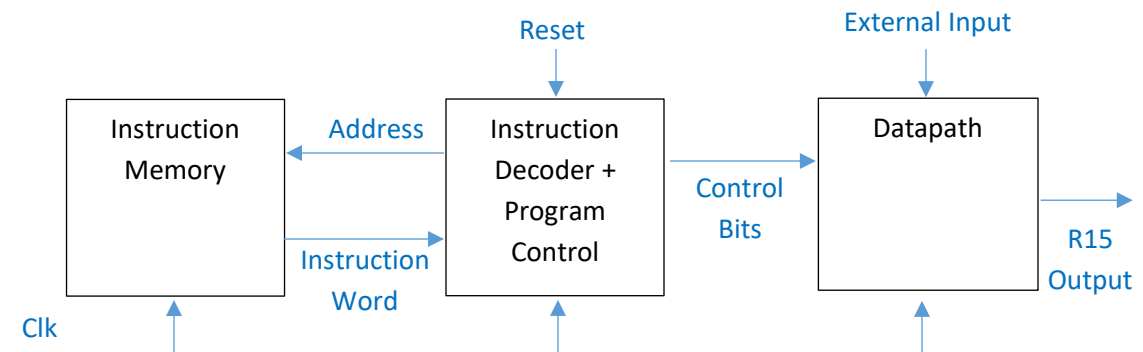 Reset
External Input
Instruction
Memory
Address
Instruction
Word
Instruction
Decoder +
Program
Control
Control
Bits
Datapath
R15
Output
Clk